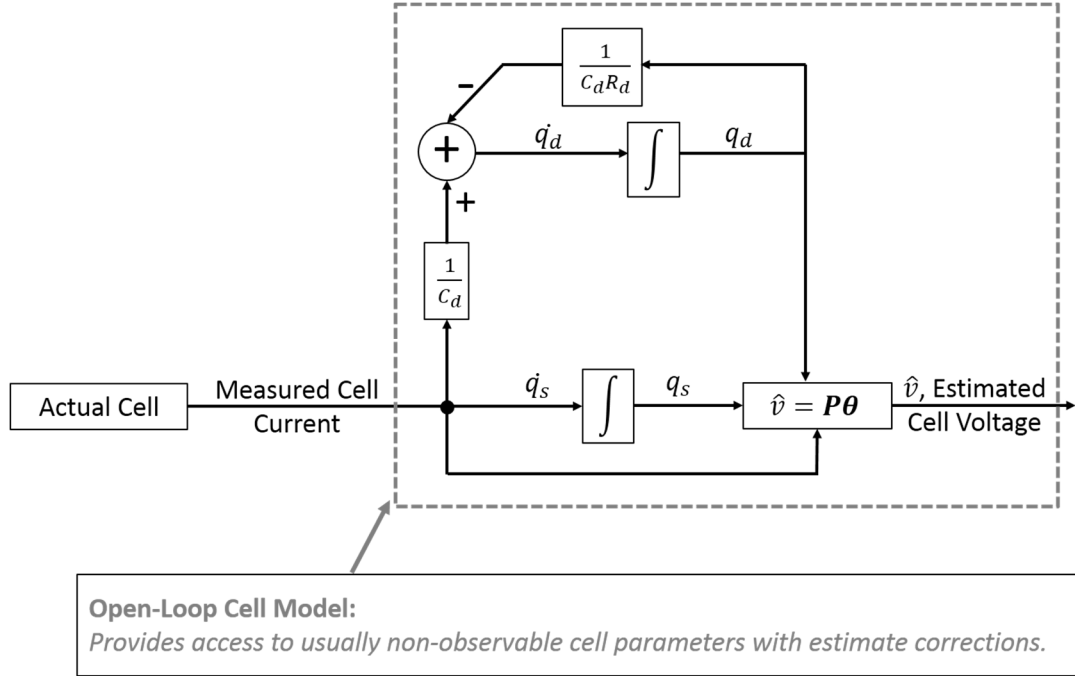 1
C_d R_d
−
+
q̇_d
∫
q_d
+
1
C_d
Actual Cell
Measured Cell
Current
q̇_s
∫
q_s
v̂ = Pθ
v̂, Estimated
Cell Voltage
Open-Loop Cell Model:
Provides access to usually non-observable cell parameters with estimate corrections.